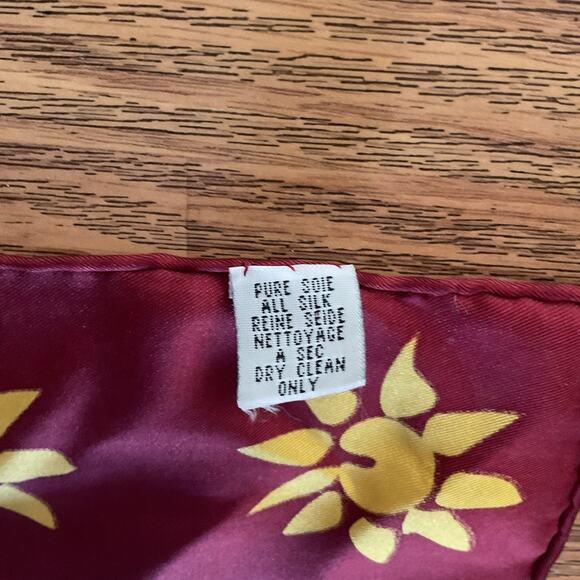 PURE SOIE
ALL SILK
REINE SEIDE
NETTOYAGE
A SEC
DRY CLEAN
ONLY